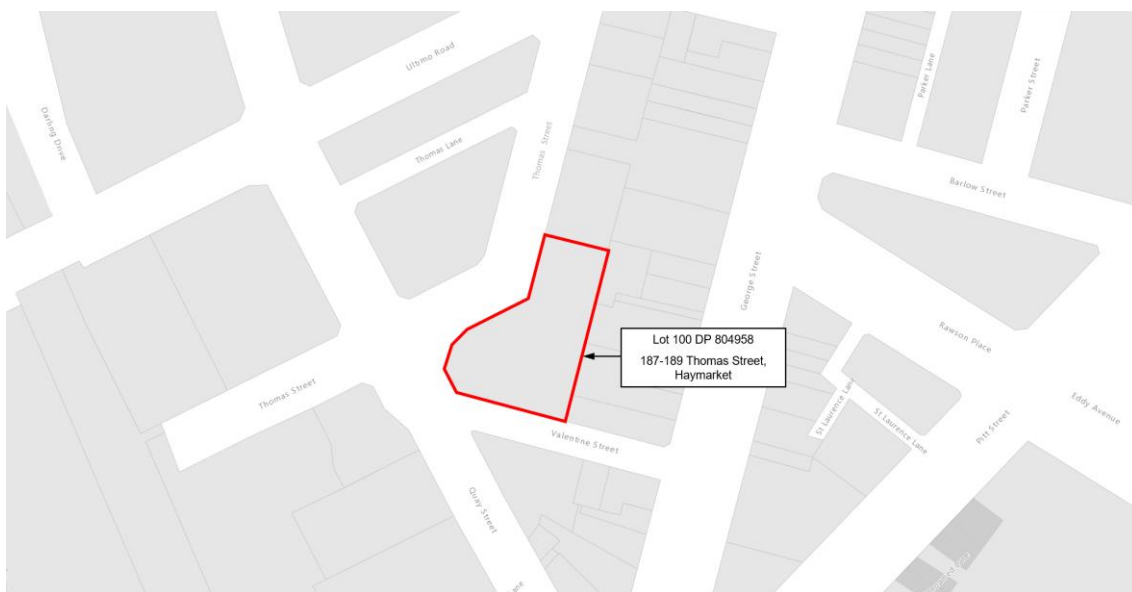 Ultimo Road
Parker Lane
Parker Street
Darling Drive
Thomas Lane
Thomas Street
Barlow Street
George Street
Lot 100 DP 804958
187-189 Thomas Street,
Haymarket
Rawson Place
Thomas Street
St Laurence Lane
St Laurence Lane
Eddy Avenue
Pitt Street
Valentine Street
Quay Street
Lane